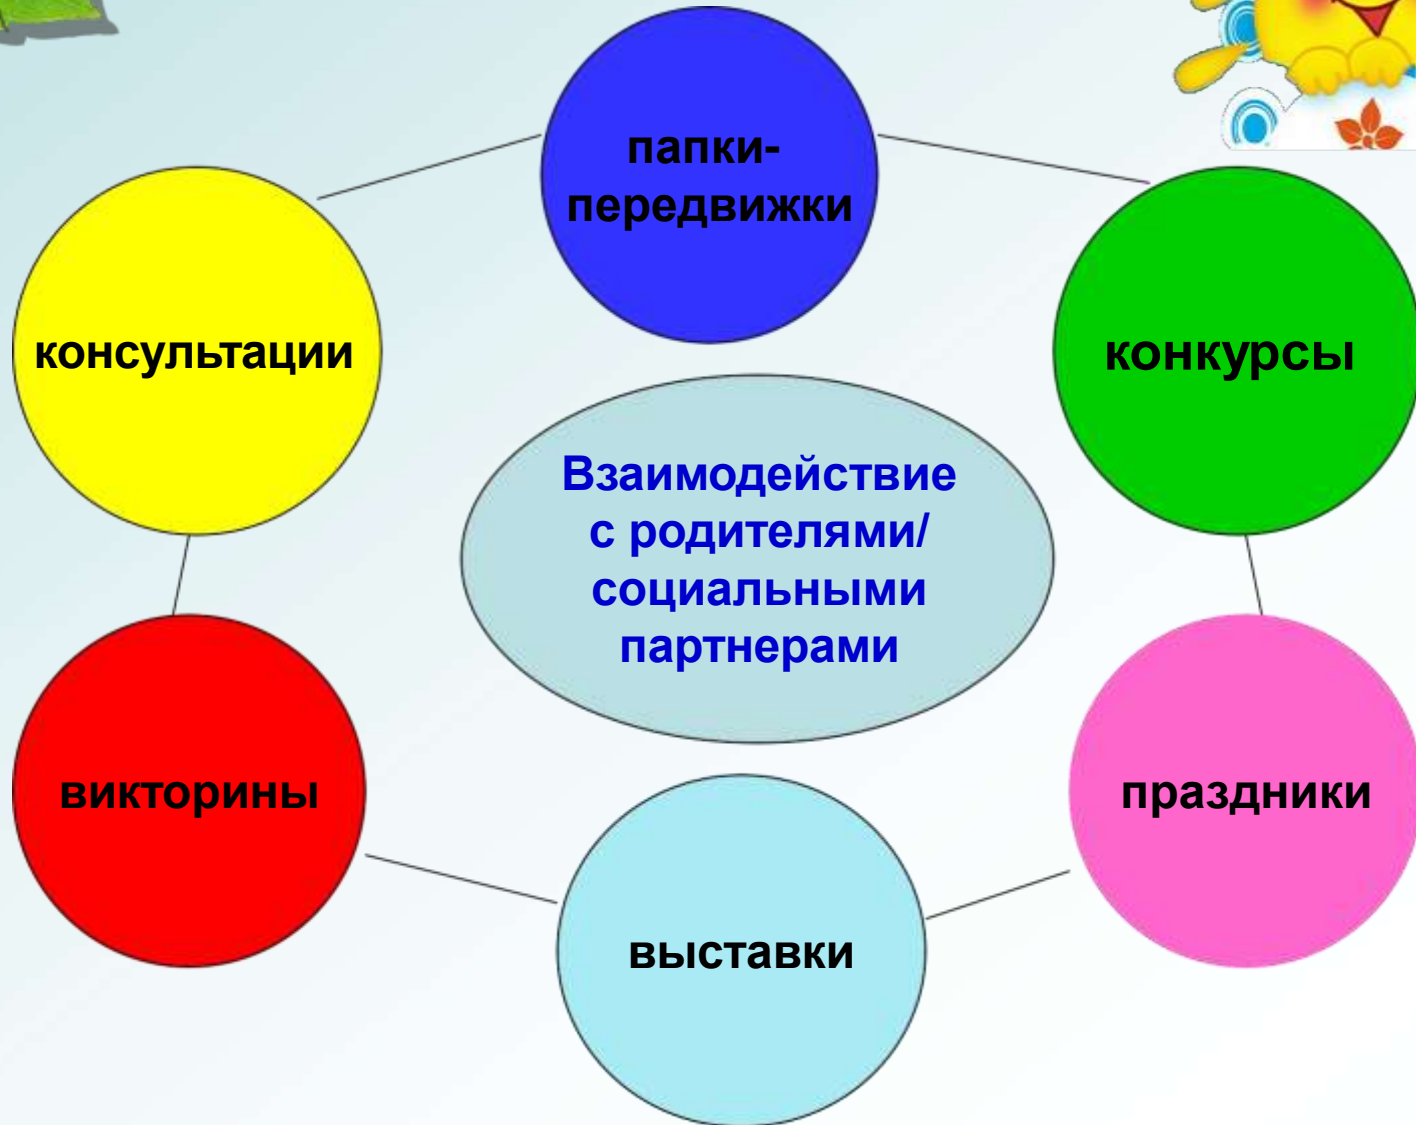 папки-
передвижки
консультации
конкурсы
Взаимодействие
с родителями/
социальными
партнерами
викторины
праздники
выставки